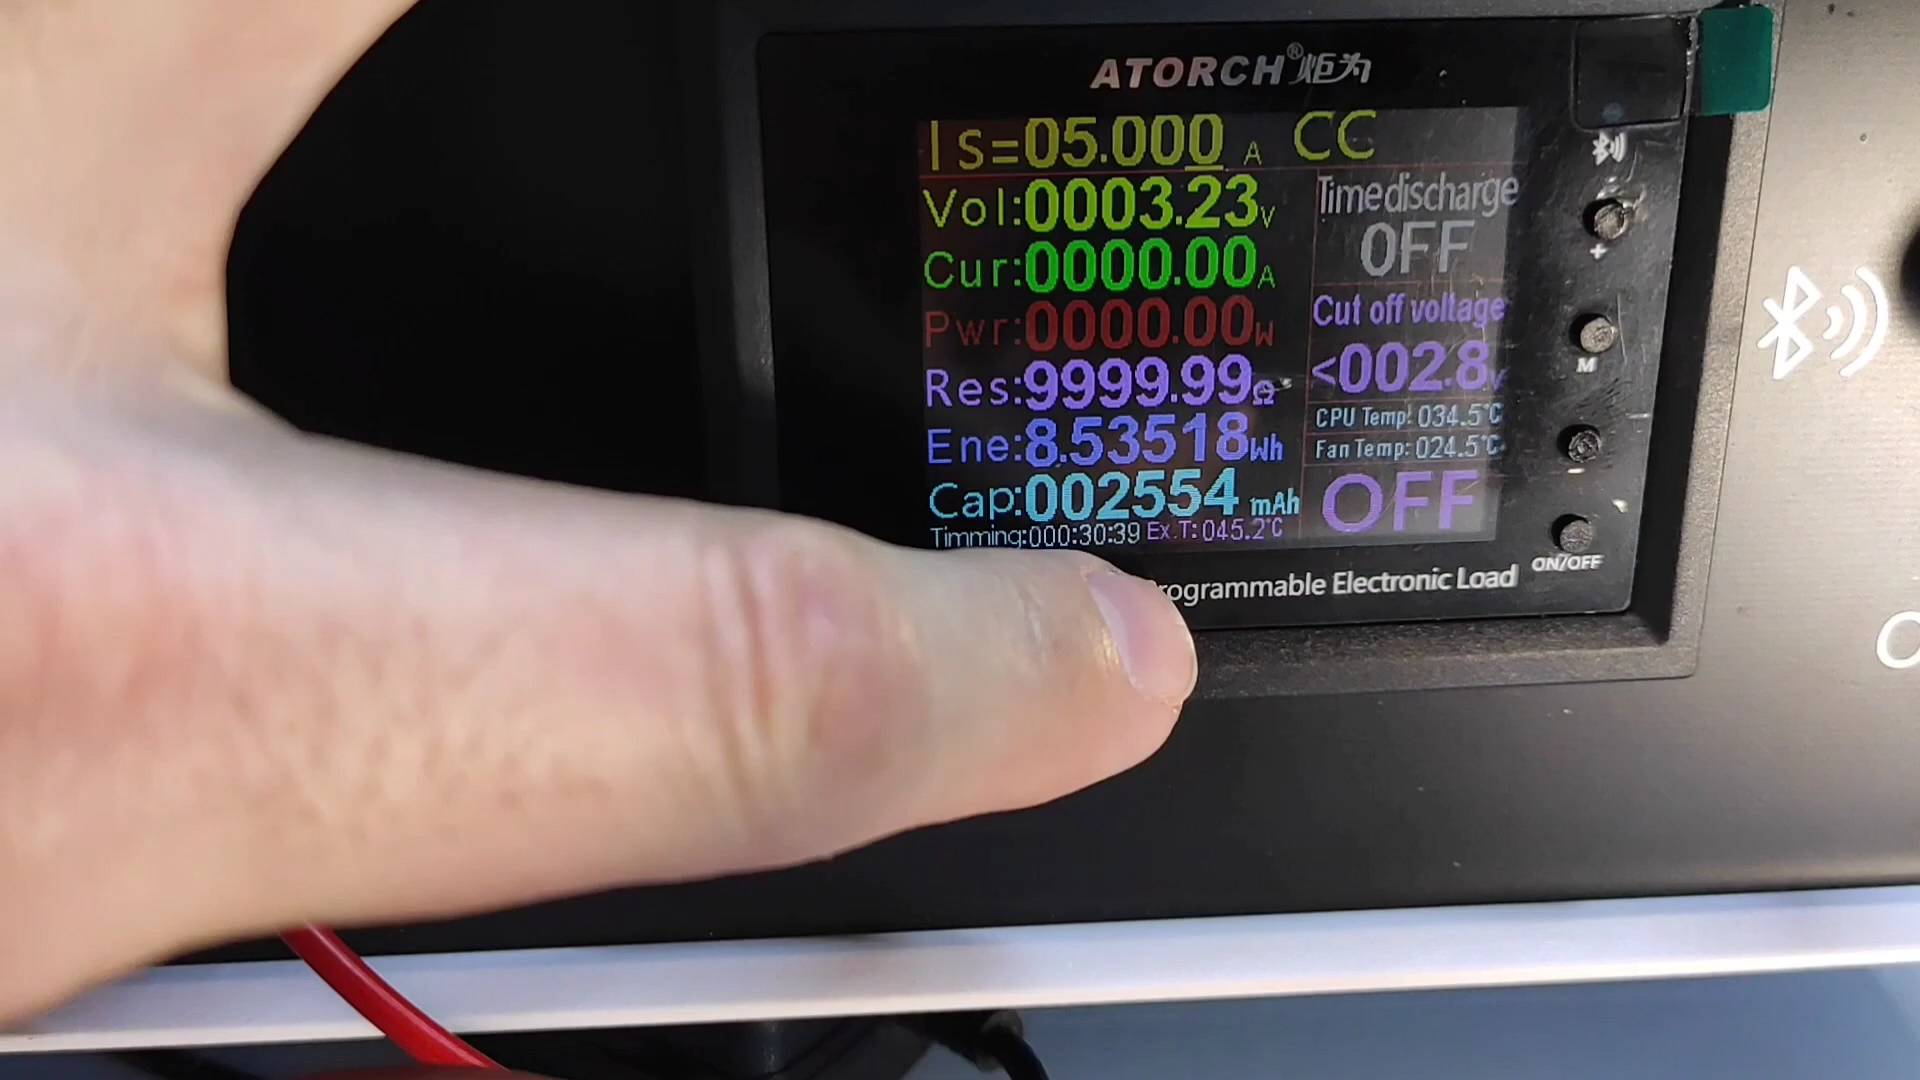 ATORCH®炬为
Is=05.000 A CC
Vol:0003.23V
Cur:0000.00A
Pwr:0000.00W
Res:9999.99Ω
Ene:8.53518Wh
Cap:002554 mAh
Timming:000:30:39 Ex.T:045.2℃
Timedischarge
OFF
Cut off voltage
<002.8V
CPU Temp: 034.5℃
Fan Temp: 024.5℃
OFF
+
M
-
ON/OFF
Electronic Load